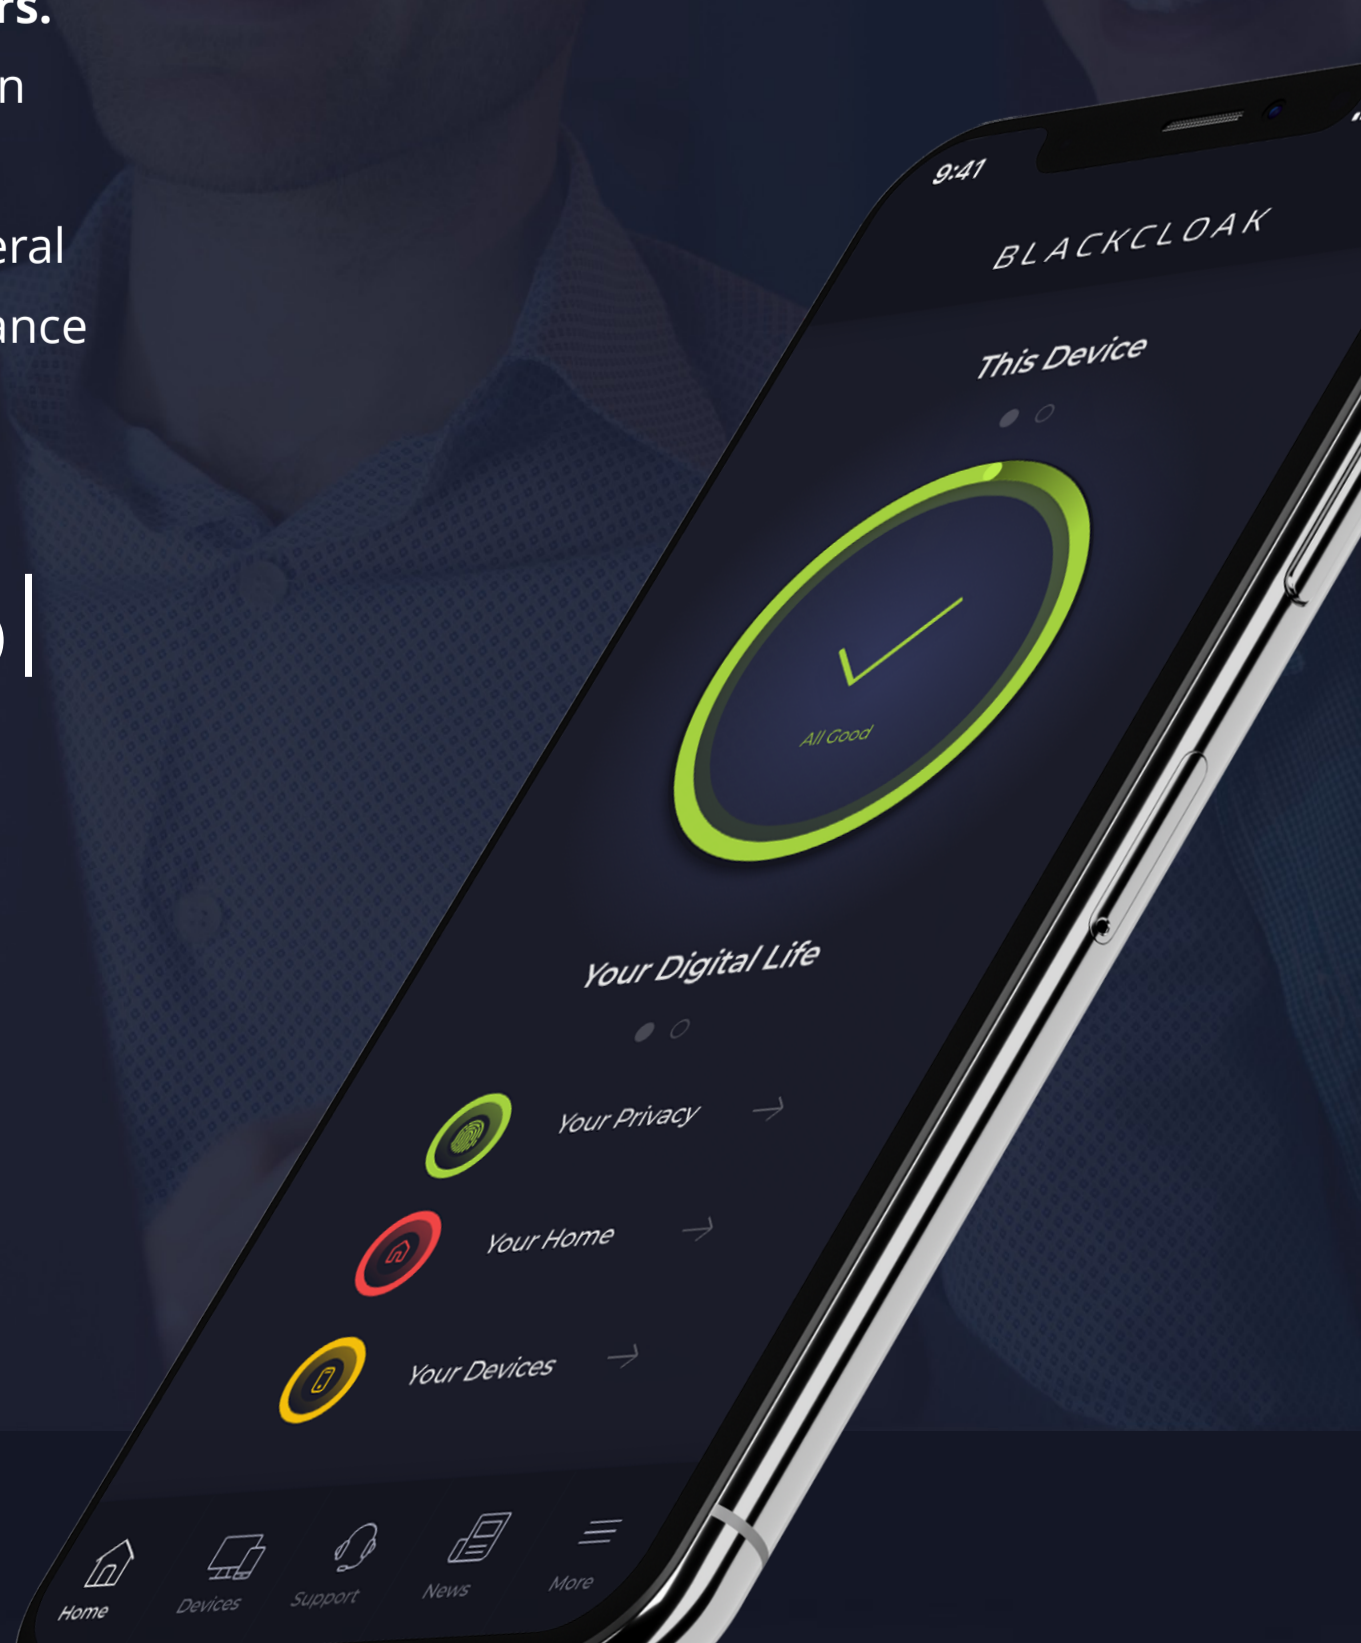 rs.
n
eral
ance
9:41
BLACKCLOAK
This Device
All Good
Your Digital Life
Your Privacy
Your Home
Your Devices
Home
Devices
Support
News
More